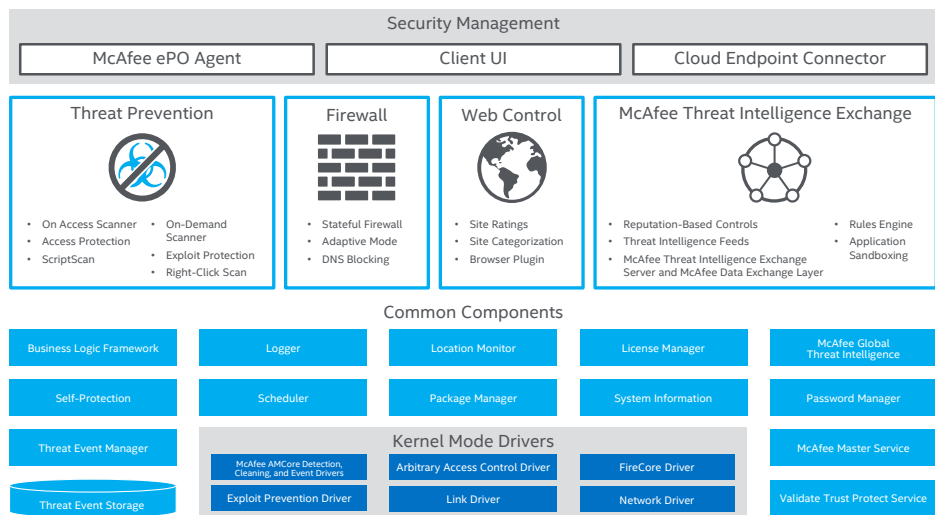 Security Management
McAfee ePO Agent
Client UI
Cloud Endpoint Connector
Threat Prevention
• On Access Scanner
• Access Protection
• ScriptScan
• On-Demand
Scanner
• Exploit Protection
• Right-Click Scan
Firewall
• Stateful Firewall
• Adaptive Mode
• DNS Blocking
Web Control
• Site Ratings
• Site Categorization
• Browser Plugin
McAfee Threat Intelligence Exchange
• Reputation-Based Controls
• Threat Intelligence Feeds
• McAfee Threat Intelligence Exchange
Server and McAfee Data Exchange Layer
• Rules Engine
• Application
Sandboxing
Common Components
Business Logic Framework
Logger
Location Monitor
License Manager
McAfee Global
Threat Intelligence
Self-Protection
Scheduler
Package Manager
System Information
Password Manager
Threat Event Manager
Kernel Mode Drivers
McAfee AMCore Detection,
Cleaning, and Event Drivers
Arbitrary Access Control Driver
FireCore Driver
Exploit Prevention Driver
Link Driver
Network Driver
McAfee Master Service
Threat Event Storage
Validate Trust Protect Service